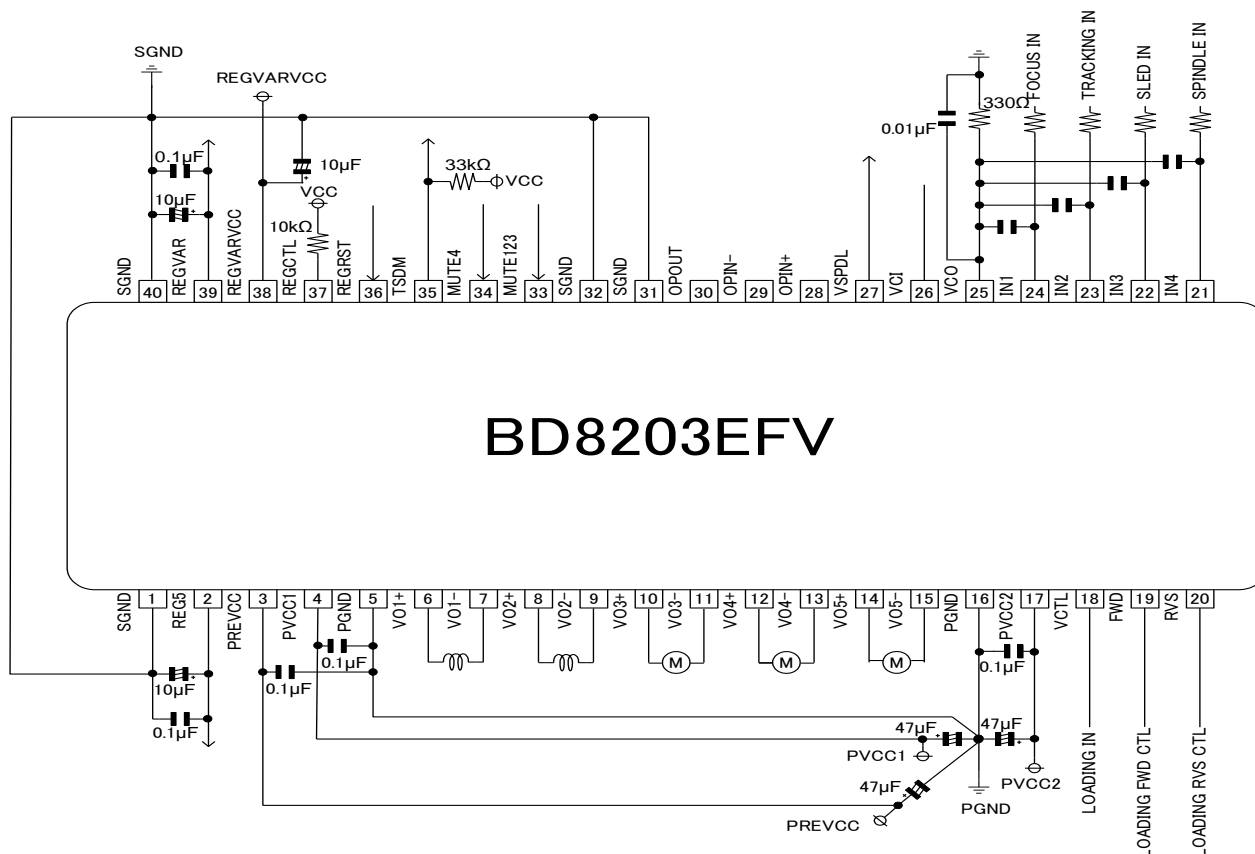 SGND
REGVARVCC
0.1μF
10μF
10μF
VCC
10kΩ
33kΩ
VCC
0.01μF
330Ω
FOCUS IN
TRACKING IN
SLED IN
SPINDLE IN
SGND
REGVAR
REGVARVCC
REGCTL
REGRST
TSDM
MUTE4
MUTE123
SGND
SGND
OPOUT
OPIN-
OPIN+
VSPDL
VCI
VCO
IN1
IN2
IN3
IN4
40 39 38 37 36 35 34 33 32 31 30 29 28 27 26 25 24 23 22 21
BD8203EFV
1 2 3 4 5 6 7 8 9 10 11 12 13 14 15 16 17 18 19 20
SGND
REG5
PREVCC
PVCC1
PGND
VO1+
VO1-
VO2+
VO2-
VO3+
VO3-
VO4+
VO4-
VO5+
VO5-
PGND
PVCC2
VCTL
FWD
RVS
10μF
0.1μF
0.1μF
0.1μF
M
M
M
0.1μF
47μF
47μF
PVCC1
47μF
PREVCC
PGND
PVCC2
LOADING IN
LOADING FWD CTL
LOADING RVS CTL